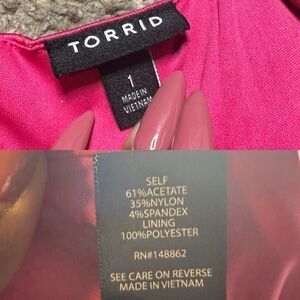 TORRID
1
MADE IN
VIETNAM
SELF
61%ACETATE
35%NYLON
4%SPANDEX
LINING
100%POLYESTER
RN#148862
SEE CARE ON REVERSE
MADE IN VIETNAM